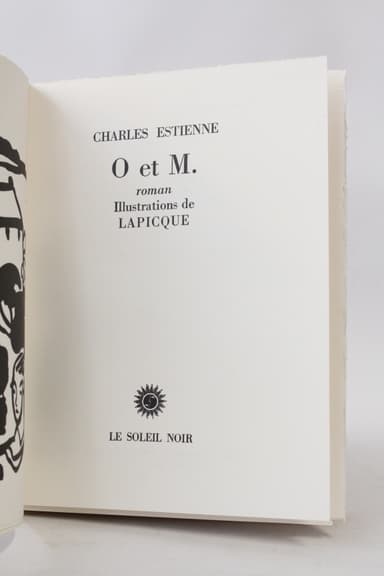 CHARLES ESTIENNE
O et M.
roman
Illustrations de
LAPICQUE
LE SOLEIL NOIR